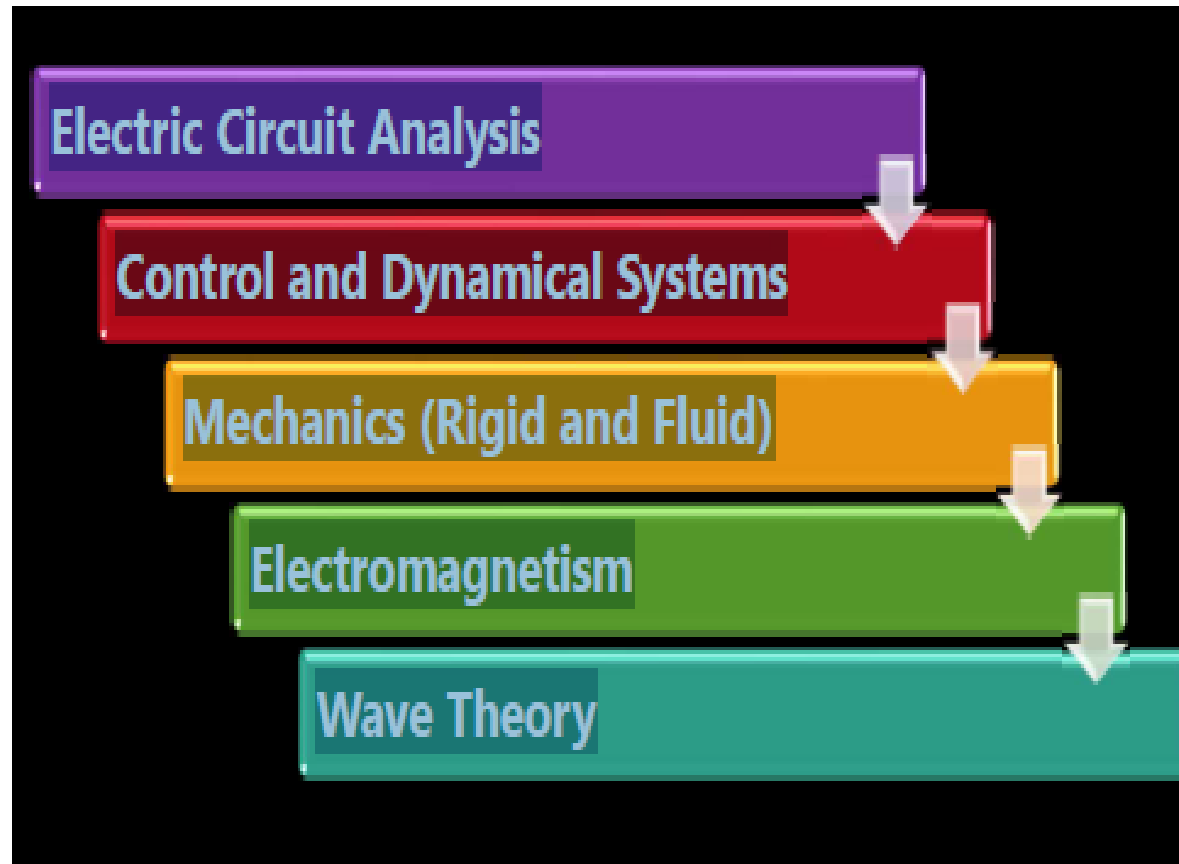 Electric Circuit Analysis
Control and Dynamical Systems
Mechanics (Rigid and Fluid)
Electromagnetism
Wave Theory